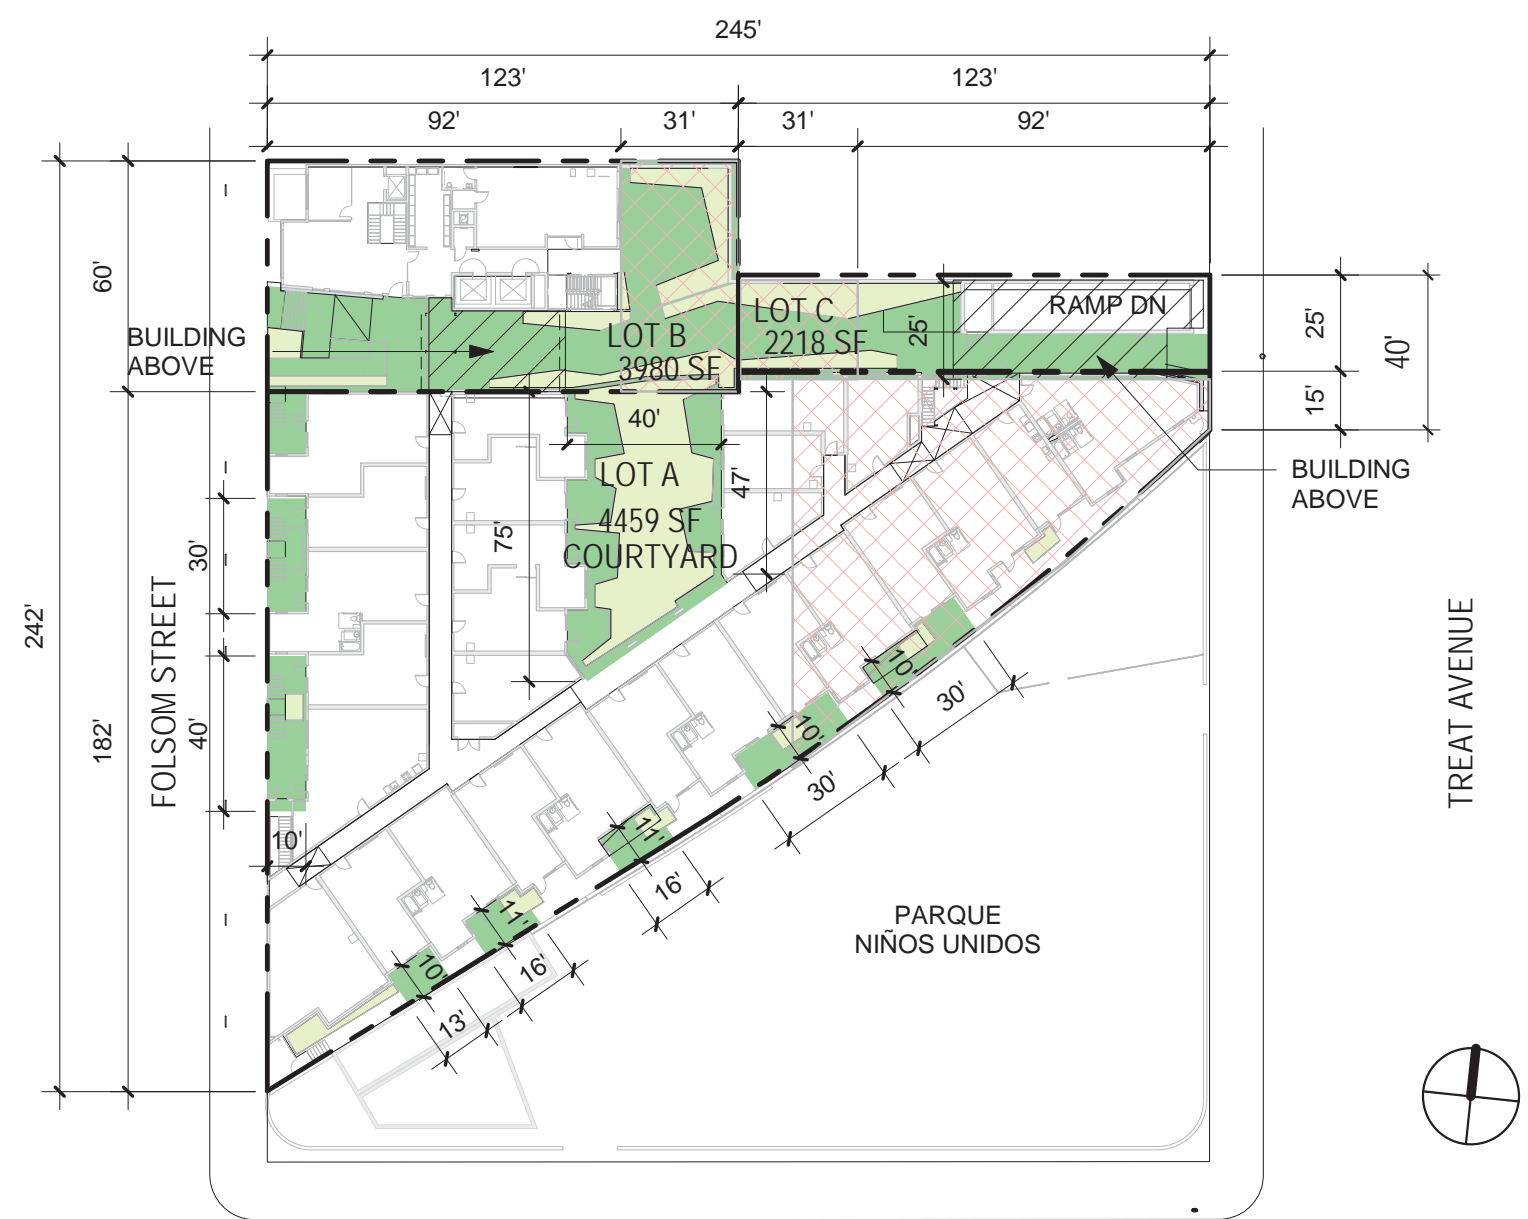 245'
123'
123'
92'
31'
31'
92'
242'
60'
182'
BUILDING
ABOVE
LOT B
3980 SF
LOT C
2218 SF
25'
RAMP DN
25'
15'
40'
BUILDING
ABOVE
40'
47'
75'
LOT A
4459 SF
COURTYARD
FOLSOM STREET
30'
40'
10'
TREAT AVENUE
10'
30'
10'
30'
11'
16'
11'
16'
10'
13'
PARQUE
NIÑOS UNIDOS